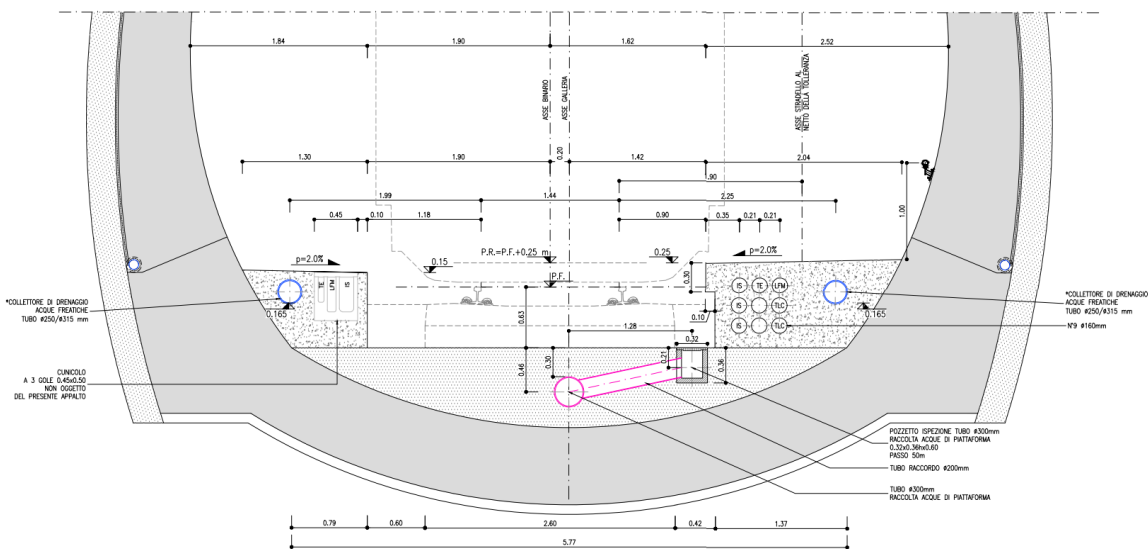 1.84
1.90
1.62
2.52
ASSE BINARIO
ASSE GALLERIA
ASSE STRADELLO AL
NETTO DELLA TOLLERANZA
1.30
1.90
0.20
1.42
2.04
1.90
1.99
1.44
2.25
1.00
0.45
0.10
1.18
0.90
0.35
0.21
0.21
p=2.0%
P.R.=P.F.+0.25 m
0.25
p=2.0%
0.15
P.F.
0.30
TE
LFM
IS
IS
TE
LFM
IS
TLC
IS
TLC
*COLLETTORE DI DRENAGGIO
ACQUE FREATICHE
TUBO ø250/ø315 mm
0.165
0.63
0.10
0.165
*COLLETTORE DI DRENAGGIO
ACQUE FREATICHE
TUBO ø250/ø315 mm
N°9 ø160mm
1.28
0.32
0.46
0.30
0.21
0.36
CUNICOLO
A 3 GOLE 0.45x0.50
NON OGGETTO
DEL PRESENTE APPALTO
POZZETTO ISPEZIONE TUBO ø300mm
RACCOLTA ACQUE DI PIATTAFORMA
0.32x0.36hx0.60
PASSO 50m
TUBO RACCORDO ø200mm
TUBO ø300mm
RACCOLTA ACQUE DI PIATTAFORMA
0.79
0.60
2.60
0.42
1.37
5.77